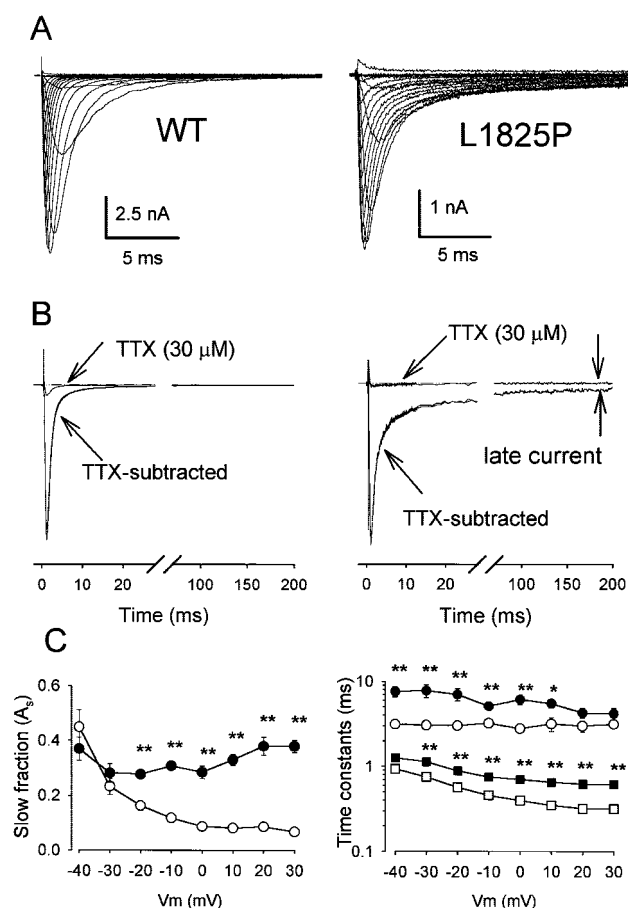 A
WT
2.5 nA
5 ms
L1825P
1 nA
5 ms
B
TTX (30 µM)
TTX-subtracted
0 10 20 100 150 200
Time (ms)
TTX (30 µM)
late current
TTX-subtracted
0 10 20 100 150 200
Time (ms)
C
Slow fraction (As)
0.6
0.4
0.2
0.0
** ** ** ** ** **
-40 -30 -20 -10 0 10 20 30
Vm (mV)
Time constants (ms)
10
1
0.1
** ** ** ** ** *
** ** ** ** ** ** **
-40 -30 -20 -10 0 10 20 30
Vm (mV)